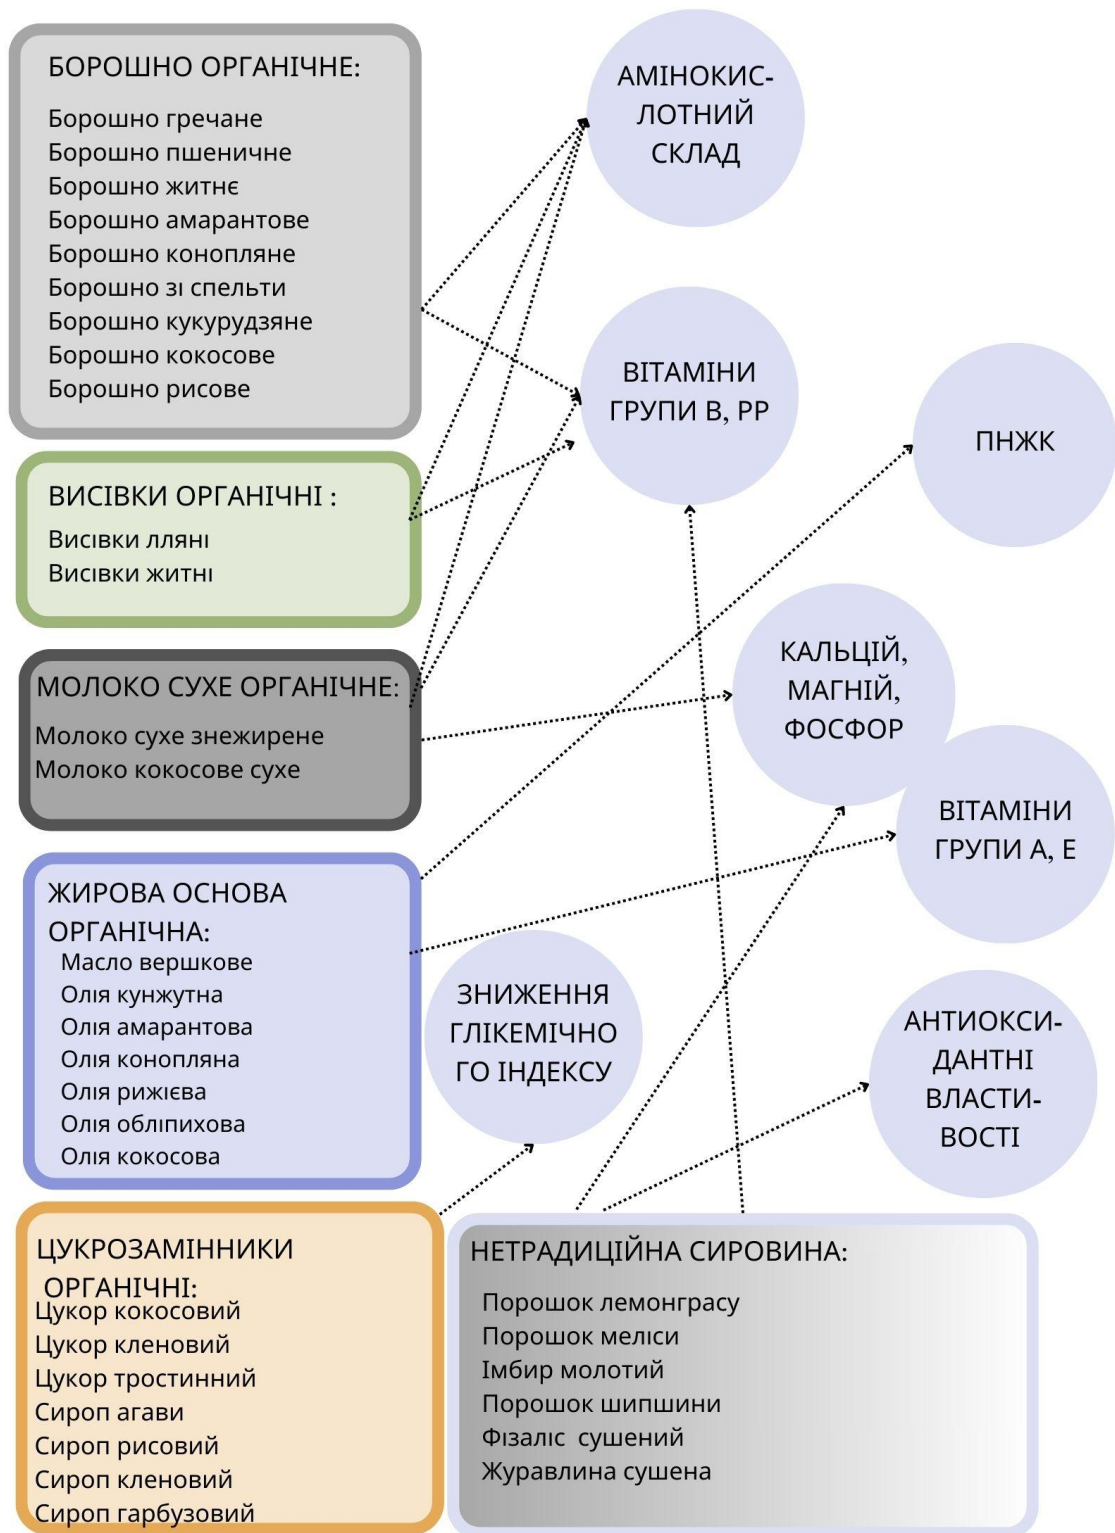 БОРОШНО ОРГАНІЧНЕ:
Борошно гречане
Борошно пшеничне
Борошно житнє
Борошно амарантове
Борошно конопляне
Борошно зі спельти
Борошно кукурудзяне
Борошно кокосове
Борошно рисове
ВИСІВКИ ОРГАНІЧНІ :
Висівки лляні
Висівки житні
МОЛОКО СУХЕ ОРГАНІЧНЕ:
Молоко сухе знежирене
Молоко кокосове сухе
ЖИРОВА ОСНОВА
ОРГАНІЧНА:
Масло вершкове
Олія кунжутна
Олія амарантова
Олія конопляна
Олія рижієва
Олія обліпихова
Олія кокосова
ЦУКРОЗАМІННИКИ
ОРГАНІЧНІ:
Цукор кокосовий
Цукор кленовий
Цукор тростинний
Сироп агави
Сироп рисовий
Сироп кленовий
Сироп гарбузовий
АМІНОКИС-
ЛОТНИЙ
СКЛАД
ВІТАМІНИ
ГРУПИ В, РР
ПНЖК
КАЛЬЦІЙ,
МАГНІЙ,
ФОСФОР
ВІТАМІНИ
ГРУПИ А, Е
ЗНИЖЕННЯ
ГЛІКЕМІЧНО
ГО ІНДЕКСУ
АНТИОКСИ-
ДАНТНІ
ВЛАСТИ-
ВОСТІ
НЕТРАДИЦІЙНА СИРОВИНА:
Порошок лемонграсу
Порошок меліси
Імбир молотий
Порошок шипшини
Фізаліс сушений
Журавлина сушена